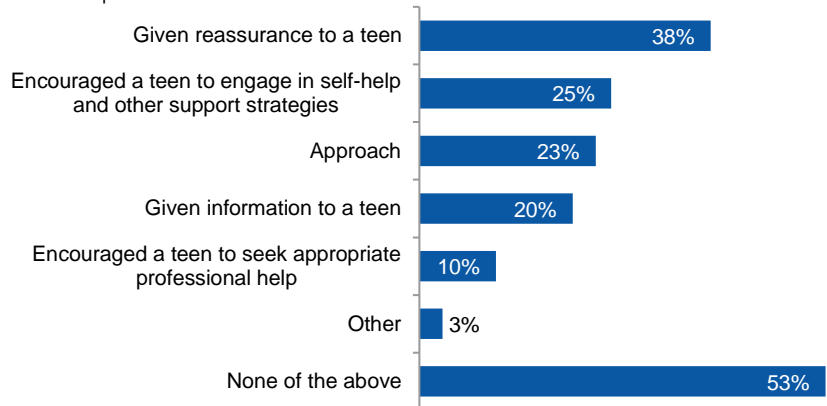 Given reassurance to a teen
38%
Encouraged a teen to engage in self-help
and other support strategies
25%
Approach
23%
Given information to a teen
20%
Encouraged a teen to seek appropriate
professional help
10%
Other
3%
None of the above
53%